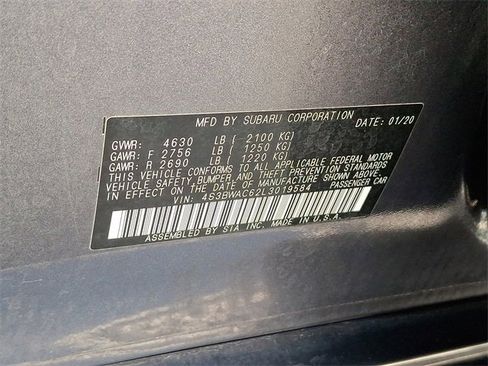 MFD BY SUBARU CORPORATION DATE: 01/20
GVWR: 4630 LB ( 2100 KG)
GAWR: F 2756 LB ( 1250 KG)
GAWR: R 2690 LB ( 1220 KG)
THIS VEHICLE CONFORMS TO ALL APPLICABLE FEDERAL MOTOR
VEHICLE SAFETY BUMPER, AND THEFT PREVENTION STANDARDS
IN EFFECT ON THE DATE OF MANUFACTURE SHOWN ABOVE.
VIN: 4S3BWAC62L3019584 PASSENGER CAR
ASSEMBLED BY SIA INC. MADE IN U.S.A.